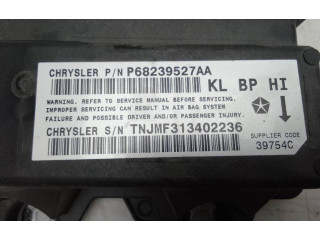 CHRYSLER P/N P68239527AA
KL BP HI
WARNING. REFER TO SERVICE MANUAL BEFORE SERVICING.
IMPROPER SERVICING CAN RESULT IN AIR BAG SYSTEM
FAILURE AND POSSIBLE DRIVER AND/OR PASSENGER INJURY.
CHRYSLER S/N TNJMF313402236
SUPPLIER CODE
39754C